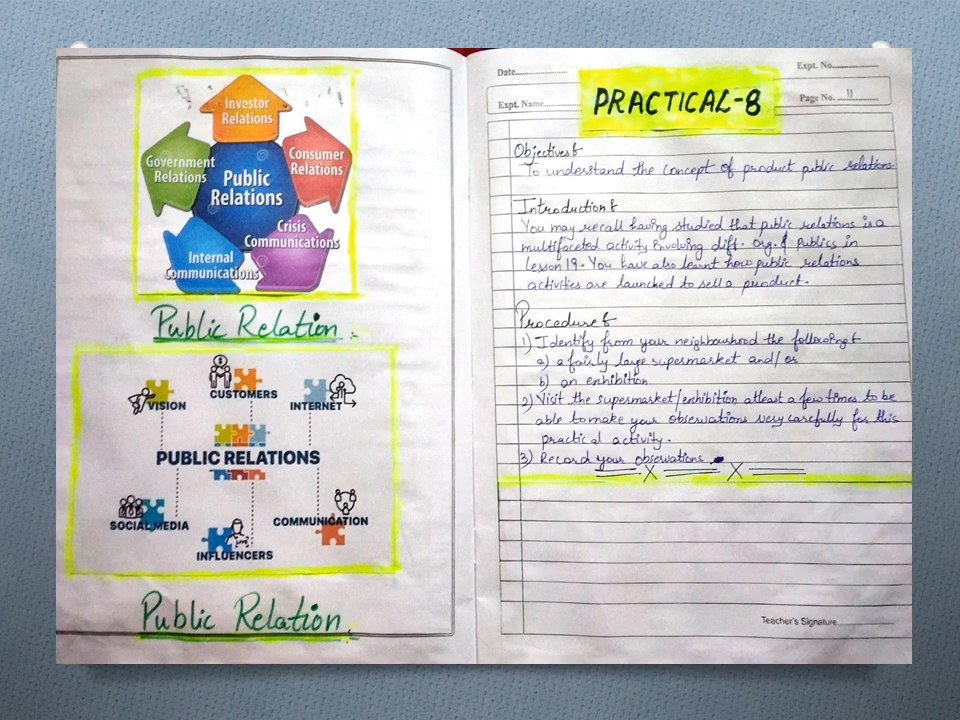 Investor
Relations
Government
Relations
Consumer
Relations
Public
Relations
Crisis
Communications
Internal
Communications
Public Relation
VISION
CUSTOMERS
INTERNET
PUBLIC RELATIONS
SOCIAL MEDIA
COMMUNICATION
INFLUENCERS
Public Relation
Date
Expt. No.
Expt. Name
PRACTICAL-8
Page No. 11
Objectives
To understand the concept of product public relations
Introduction
You may recall having studied that public relations is a
multifaceted activity involving diff. org. & publics in
lesson 19. You have also learnt how public relations
activities are launched to sell a product.
Procedure
1) Identify from your neighbourhood the following
a) a fairly large supermarket and/or
b) an exhibition
2) Visit the supermarket/exhibition atleast a few times to be
able to make your observations very carefully for this
practical activity.
3) Record your observations.
Teacher's Signature